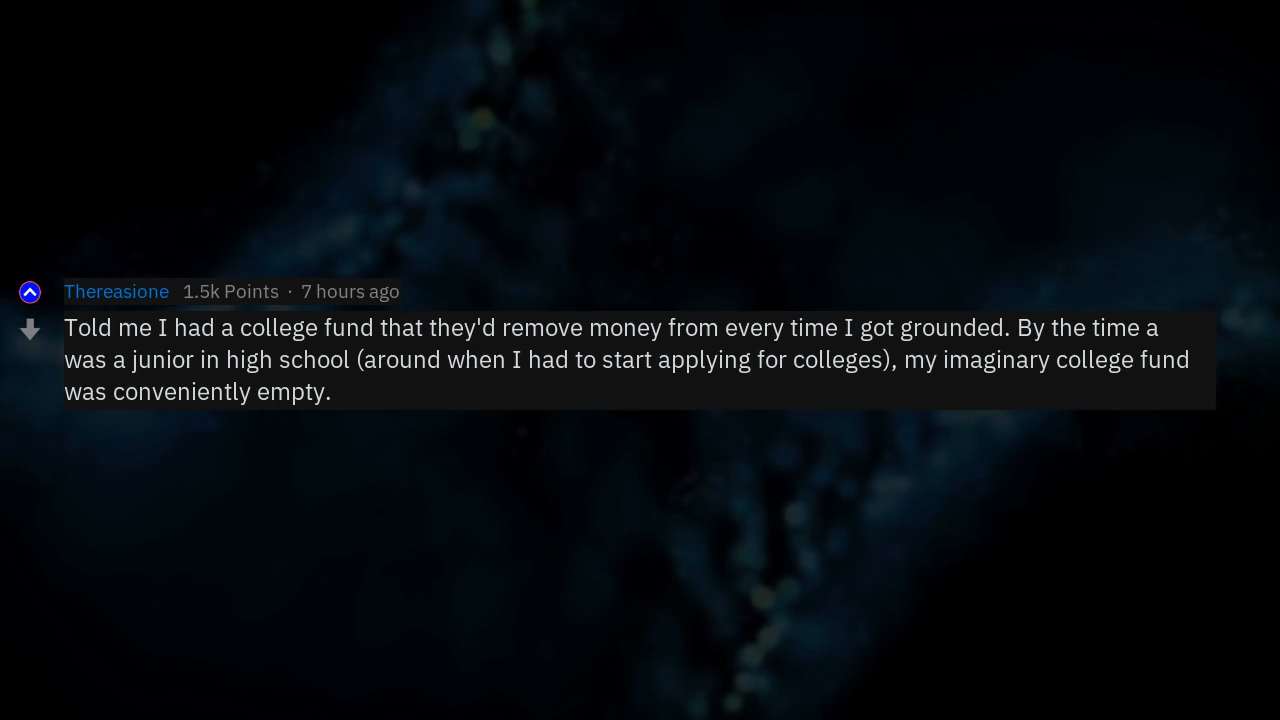 Thereasione 1.5k Points · 7 hours ago
Told me I had a college fund that they'd remove money from every time I got grounded. By the time a
was a junior in high school (around when I had to start applying for colleges), my imaginary college fund
was conveniently empty.